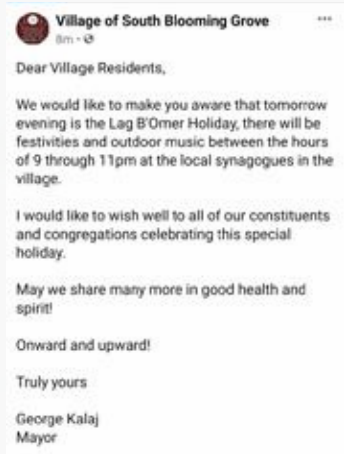 Village of South Blooming Grove
8m
Dear Village Residents,
We would like to make you aware that tomorrow
evening is the Lag B'Omer Holiday, there will be
festivities and outdoor music between the hours
of 9 through 11pm at the local synagogues in the
village.
I would like to wish well to all of our constituents
and congregations celebrating this special
holiday.
May we share many more in good health and
spirit!
Onward and upward!
Truly yours
George Kalaj
Mayor